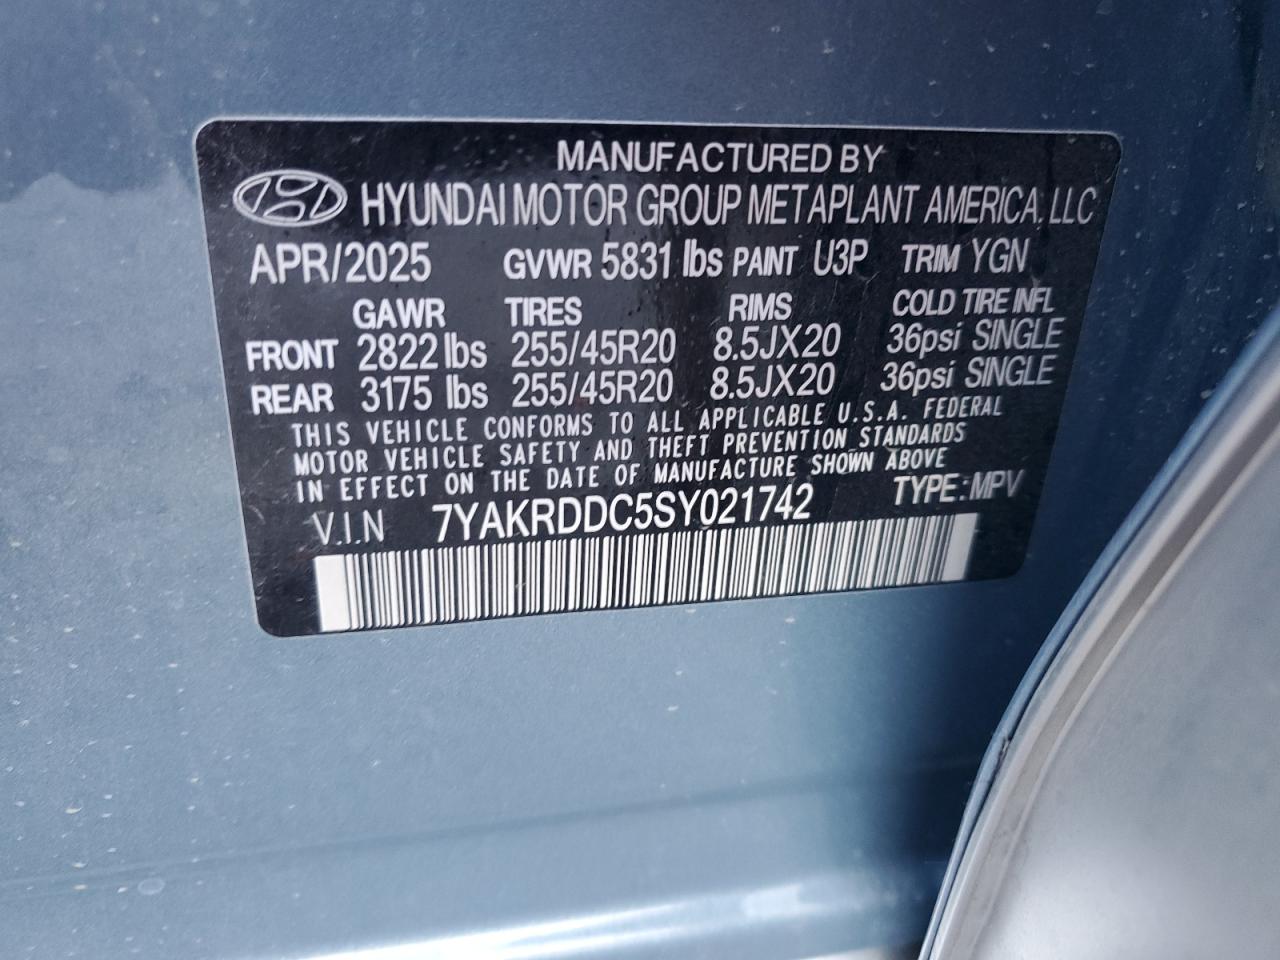 MANUFACTURED BY
HYUNDAI MOTOR GROUP METAPLANT AMERICA, LLC
APR/2025 GVWR 5831 lbs PAINT U3P TRIM YGN
GAWR TIRES RIMS COLD TIRE INFL
FRONT 2822 lbs 255/45R20 8.5JX20 36psi SINGLE
REAR 3175 lbs 255/45R20 8.5JX20 36psi SINGLE
THIS VEHICLE CONFORMS TO ALL APPLICABLE U.S.A. FEDERAL
MOTOR VEHICLE SAFETY AND THEFT PREVENTION STANDARDS
IN EFFECT ON THE DATE OF MANUFACTURE SHOWN ABOVE
V.I.N 7YAKRDDC5SY021742 TYPE:MPV